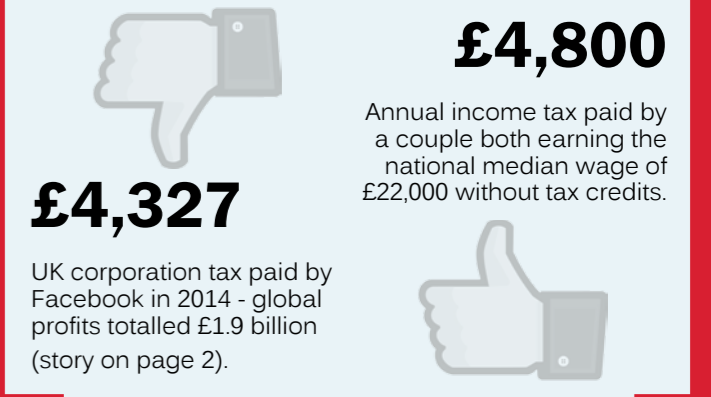 £4,327
UK corporation tax paid by
Facebook in 2014 - global
profits totalled £1.9 billion
(story on page 2).
£4,800
Annual income tax paid by
a couple both earning the
national median wage of
£22,000 without tax credits.